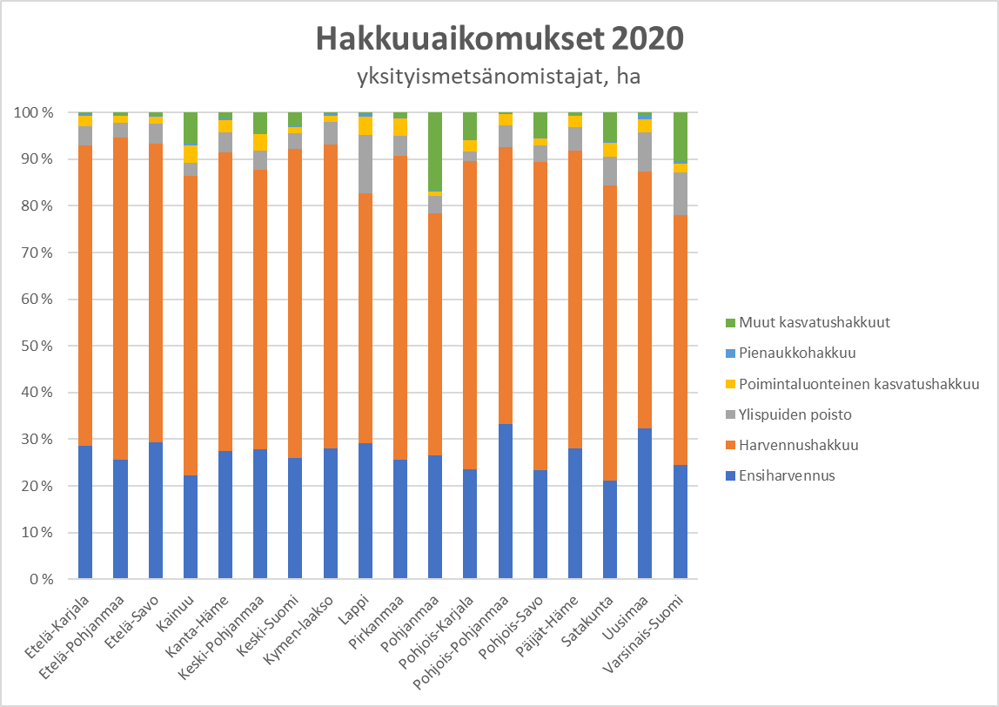 Hakkuuaikomukset 2020
yksityismetsänomistajat, ha
100 %
90 %
80 %
70 %
60 %
50 %
40 %
30 %
20 %
10 %
0 %
Etelä-Karjala
Etelä-Pohjanmaa
Etelä-Savo
Kainuu
Kanta-Häme
Keski-Pohjanmaa
Keski-Suomi
Kymen-laakso
Lappi
Pirkanmaa
Pohjanmaa
Pohjois-Karjala
Pohjois-Pohjanmaa
Pohjois-Savo
Päijät-Häme
Satakunta
Uusimaa
Varsinais-Suomi
Muut kasvatushakkuut
Pienaukkohakkuu
Poimintaluonteinen kasvatushakkuu
Ylispuiden poisto
Harvennushakkuu
Ensiharvennus